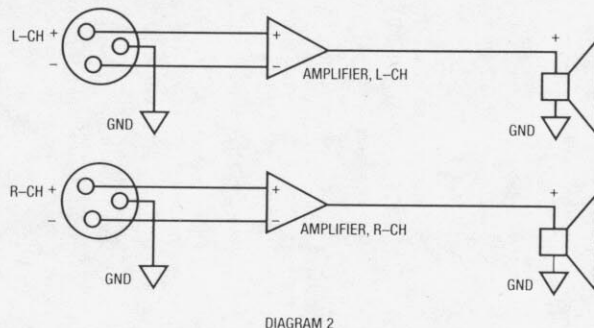 L–CH +
–
+
–
AMPLIFIER, L–CH
+
GND
GND
R–CH +
–
+
–
AMPLIFIER, R–CH
+
GND
GND
DIAGRAM 2